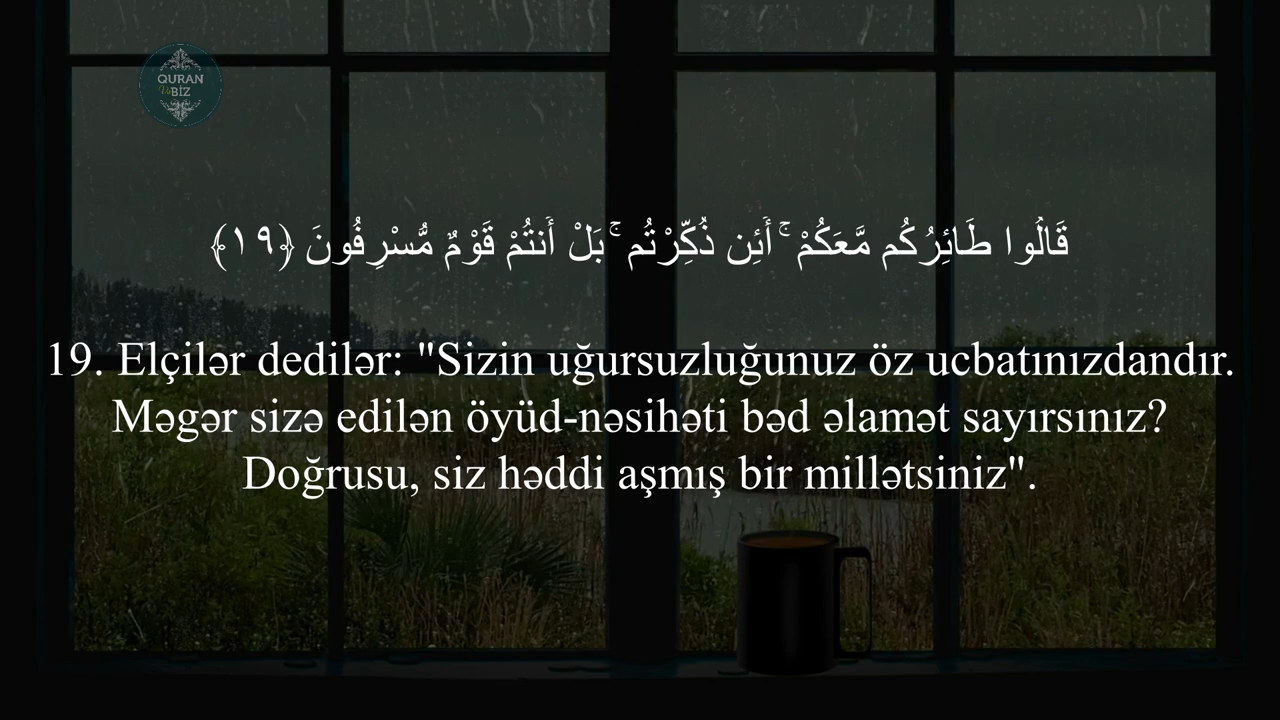 QURAN
Və BİZ
قَالُوا طَائِرُكُم مَّعَكُمْ ۚ أَئِن ذُكِّرْتُم ۚ بَلْ أَنتُمْ قَوْمٌ مُّسْرِفُونَ ﴿١٩﴾
19. Elçilər dedilər: "Sizin uğursuzluğunuz öz ucbatınızdandır.
Məgər sizə edilən öyüd-nəsihəti bəd əlamət sayırsınız?
Doğrusu, siz həddi aşmış bir millətsiniz".